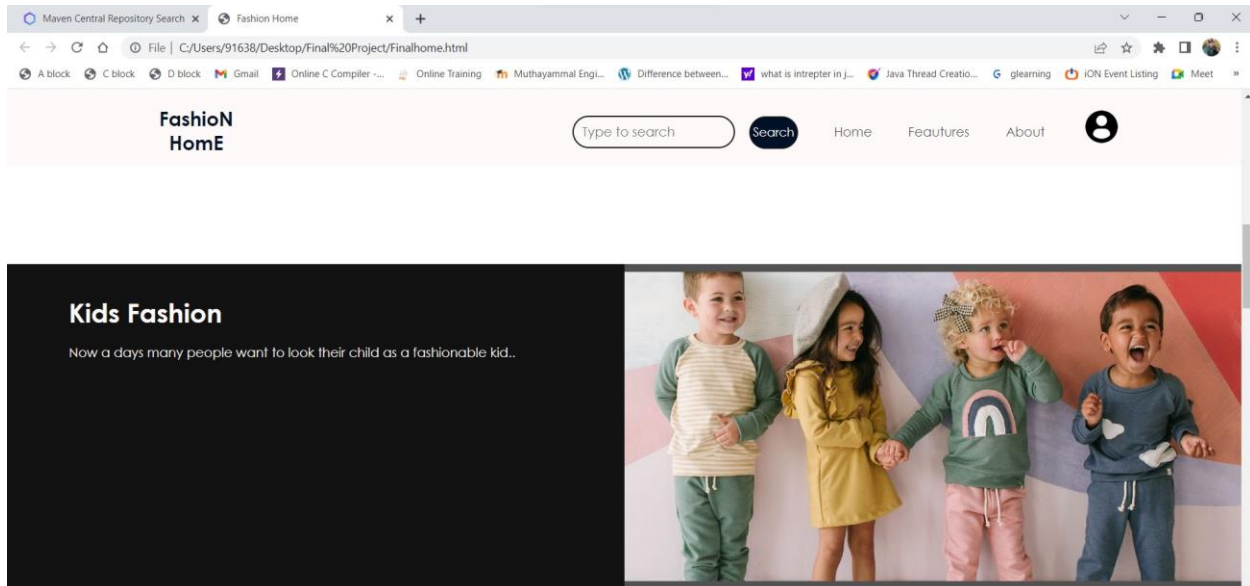 Maven Central Repository Search
Fashion Home
File | C:/Users/91638/Desktop/Final%20Project/Finalhome.html
A block C block D block Gmail Online C Compiler -... Online Training Muthayammal Engi... Difference between... what is intrepter in j... Java Thread Creatio... glearning iON Event Listing Meet »
FashioN
HomE
Type to search Search Home Feautures About
Kids Fashion
Now a days many people want to look their child as a fashionable kid..